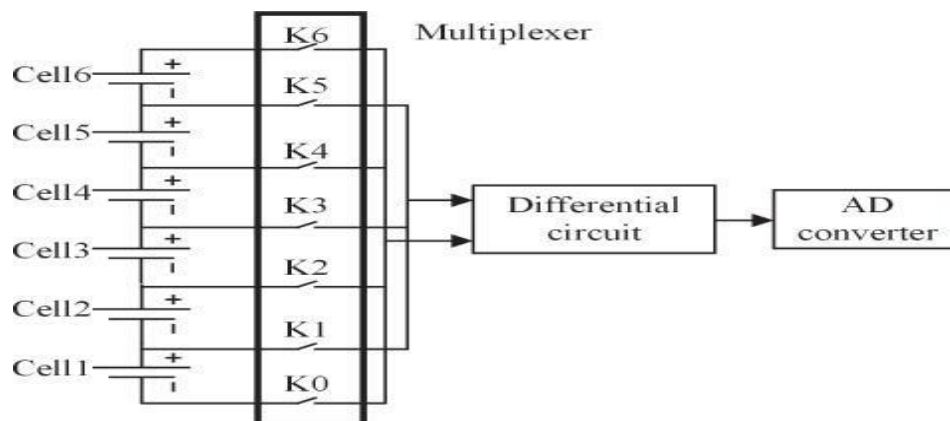 K6
Multiplexer
+
Cell6
K5
-
+
Cell5
-
K4
+
Cell4
-
K3
Differential
circuit
AD
converter
+
Cell3
-
K2
+
Cell2
-
K1
+
Cell1
-
K0